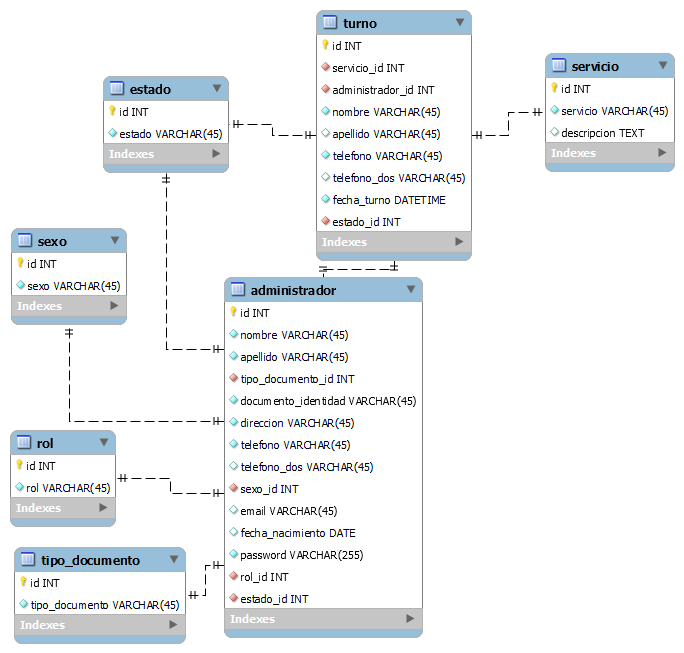 turno
id INT
servicio_id INT
administrador_id INT
nombre VARCHAR(45)
apellido VARCHAR(45)
telefono VARCHAR(45)
telefono_dos VARCHAR(45)
fecha_turno DATETIME
estado_id INT
Indexes
servicio
id INT
servicio VARCHAR(45)
descripcion TEXT
Indexes
estado
id INT
estado VARCHAR(45)
Indexes
sexo
id INT
sexo VARCHAR(45)
Indexes
administrador
id INT
nombre VARCHAR(45)
apellido VARCHAR(45)
tipo_documento_id INT
documento_identidad VARCHAR(45)
direccion VARCHAR(45)
telefono VARCHAR(45)
telefono_dos VARCHAR(45)
sexo_id INT
email VARCHAR(45)
fecha_nacimiento DATE
password VARCHAR(255)
rol_id INT
estado_id INT
Indexes
rol
id INT
rol VARCHAR(45)
Indexes
tipo_documento
id INT
tipo_documento VARCHAR(45)
Indexes